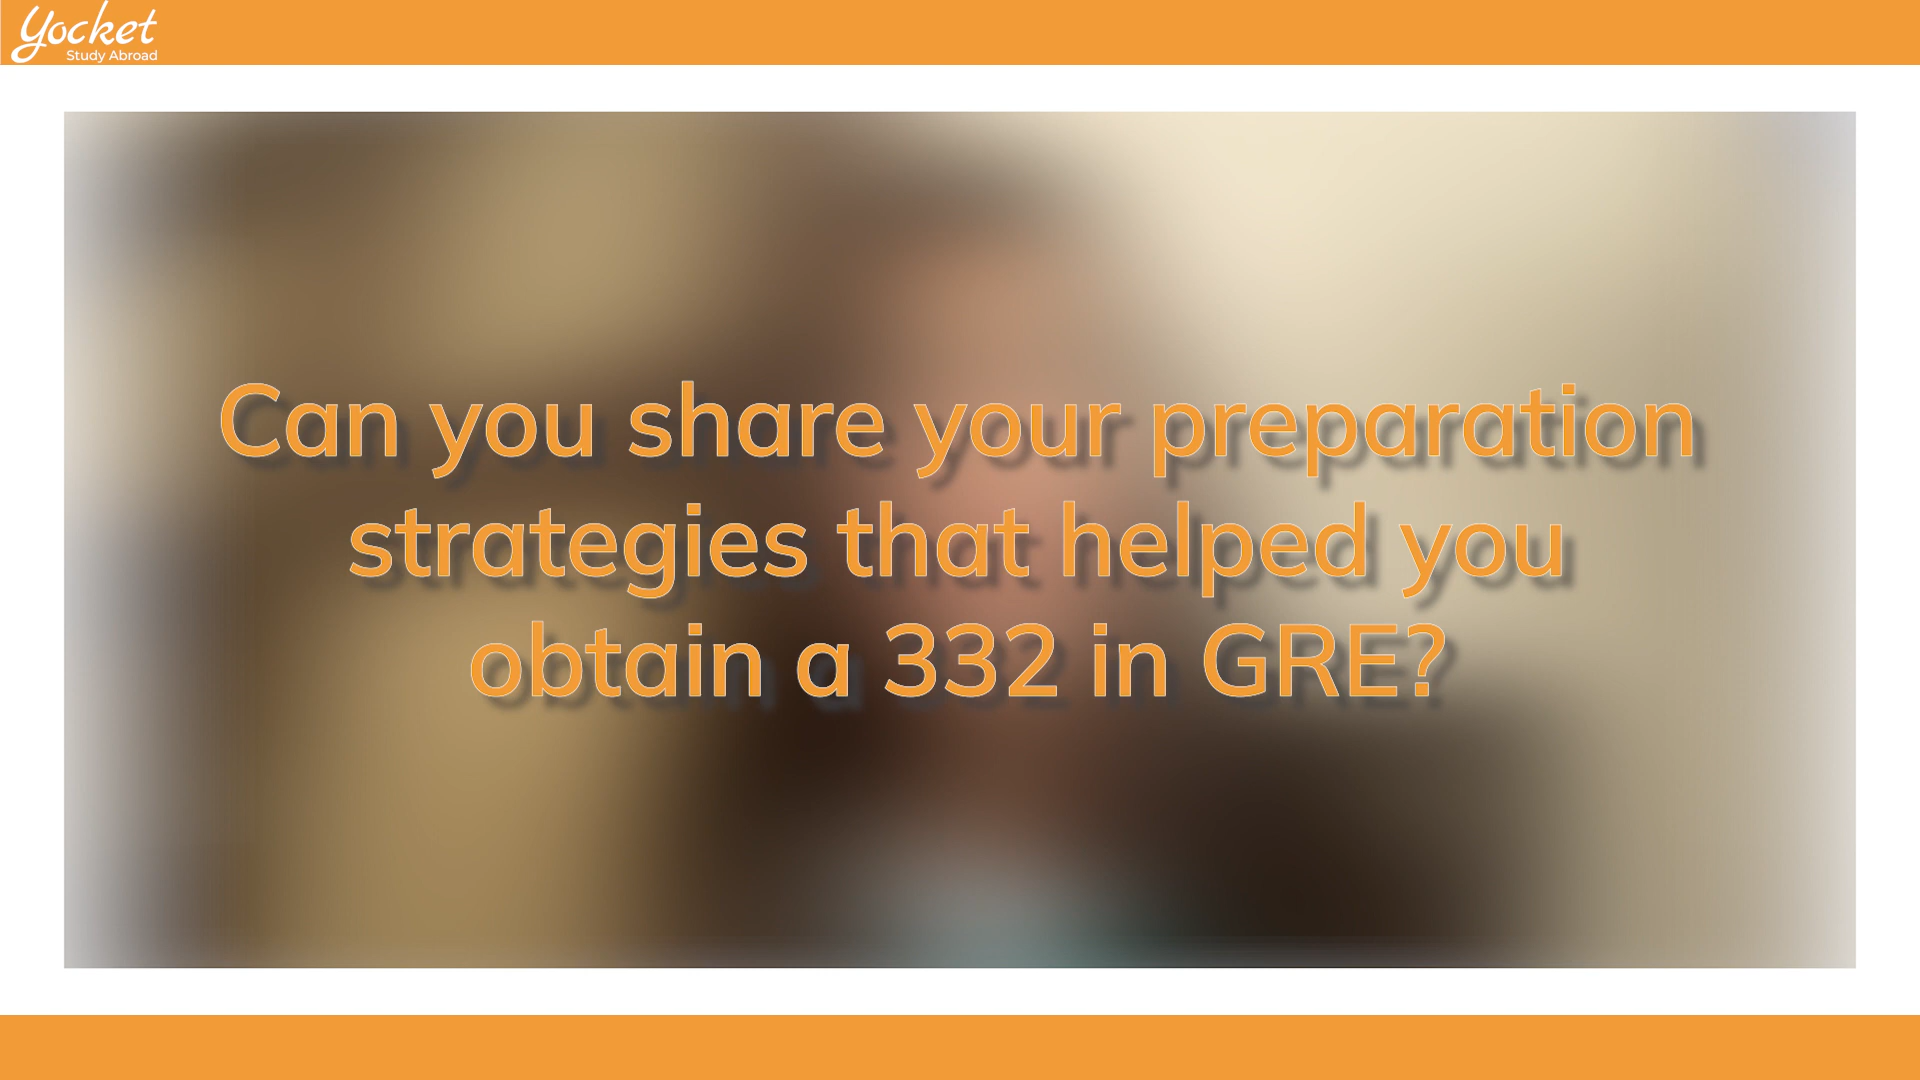 Yocket
Study Abroad
Can you share your preparation
strategies that helped you
obtain a 332 in GRE?